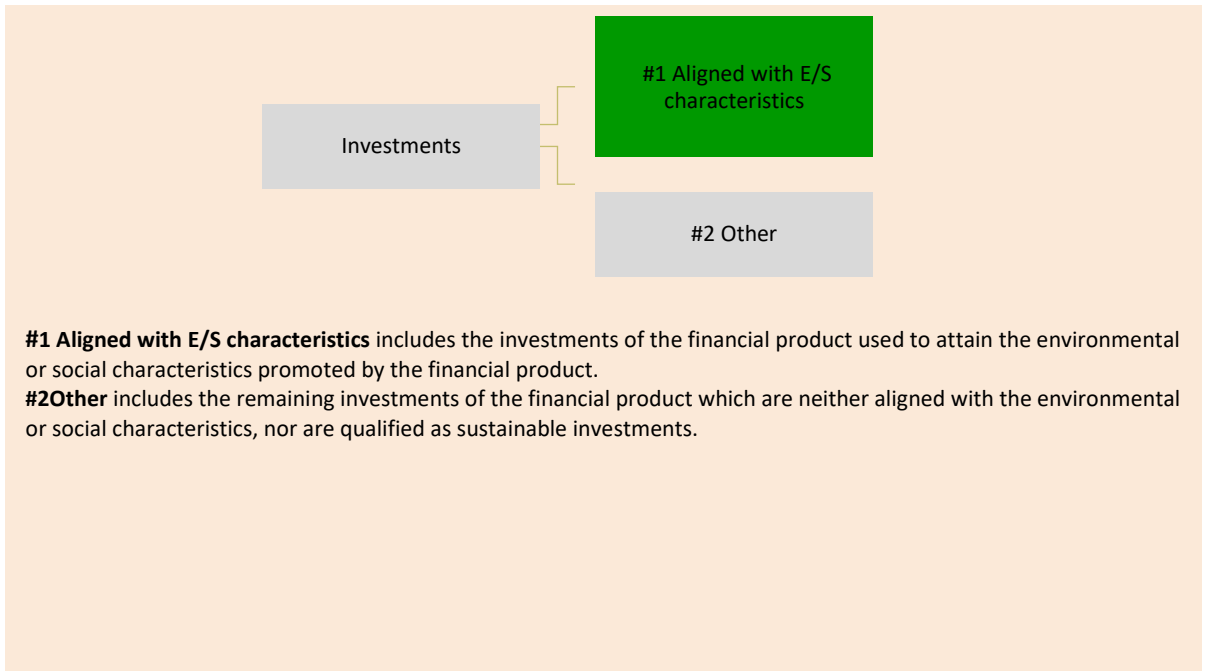 #1 Aligned with E/S
characteristics
Investments
#2 Other
#1 Aligned with E/S characteristics includes the investments of the financial product used to attain the environmental
or social characteristics promoted by the financial product.
#2Other includes the remaining investments of the financial product which are neither aligned with the environmental
or social characteristics, nor are qualified as sustainable investments.